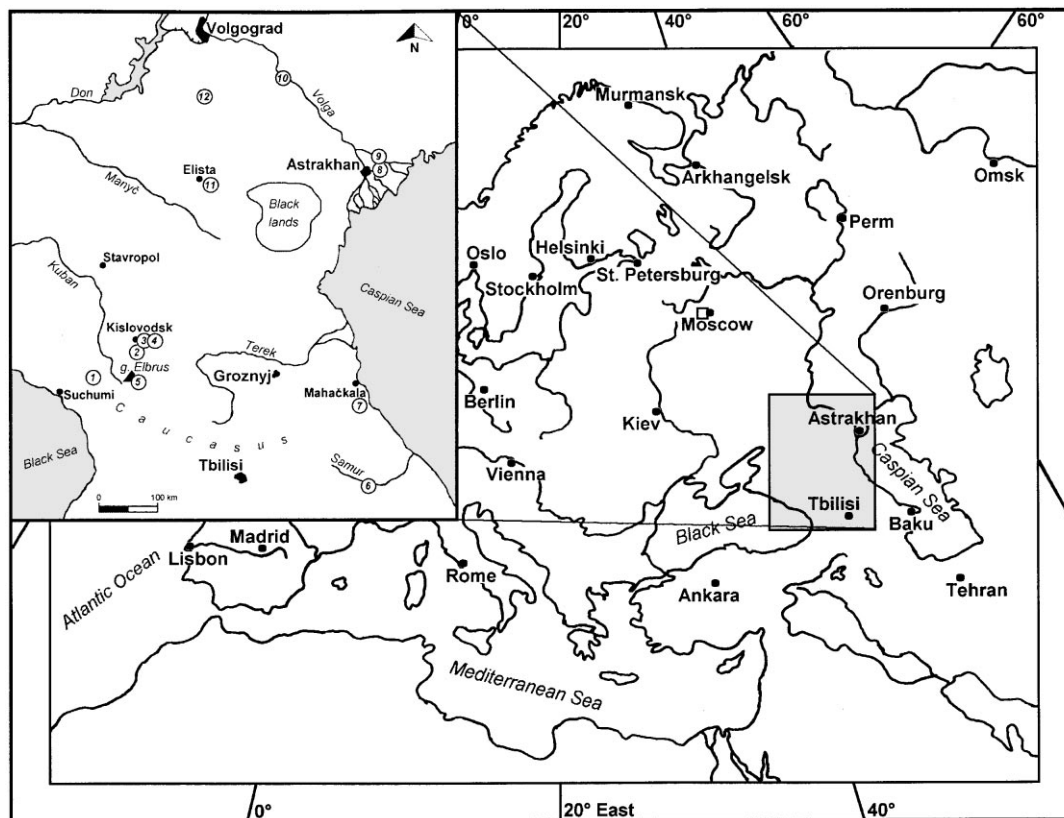 0°
20°
40°
60°
60°
Volgograd
N
Don
10
12
Volga
Murmansk
9
Astrakhan
8
Elista
11
Arkhangelsk
Omsk
Manyč
Black
lands
Perm
Stavropol
Kuban
Oslo
Helsinki
St. Petersburg
Stockholm
Caspian Sea
Orenburg
Kislovodsk
3
4
2
Moscow
Terek
g. Elbrus
1
5
Groznyj
Mahačkala
7
Suchumi
Berlin
Kiev
Astrakhan
Caucasus
Black Sea
Tbilisi
Samur
6
Vienna
Caspian Sea
0
100 km
Tbilisi
Baku
Black Sea
Madrid
Lisbon
Rome
Ankara
Tehran
Atlantic Ocean
Mediterranean Sea
0°
20° East
40°